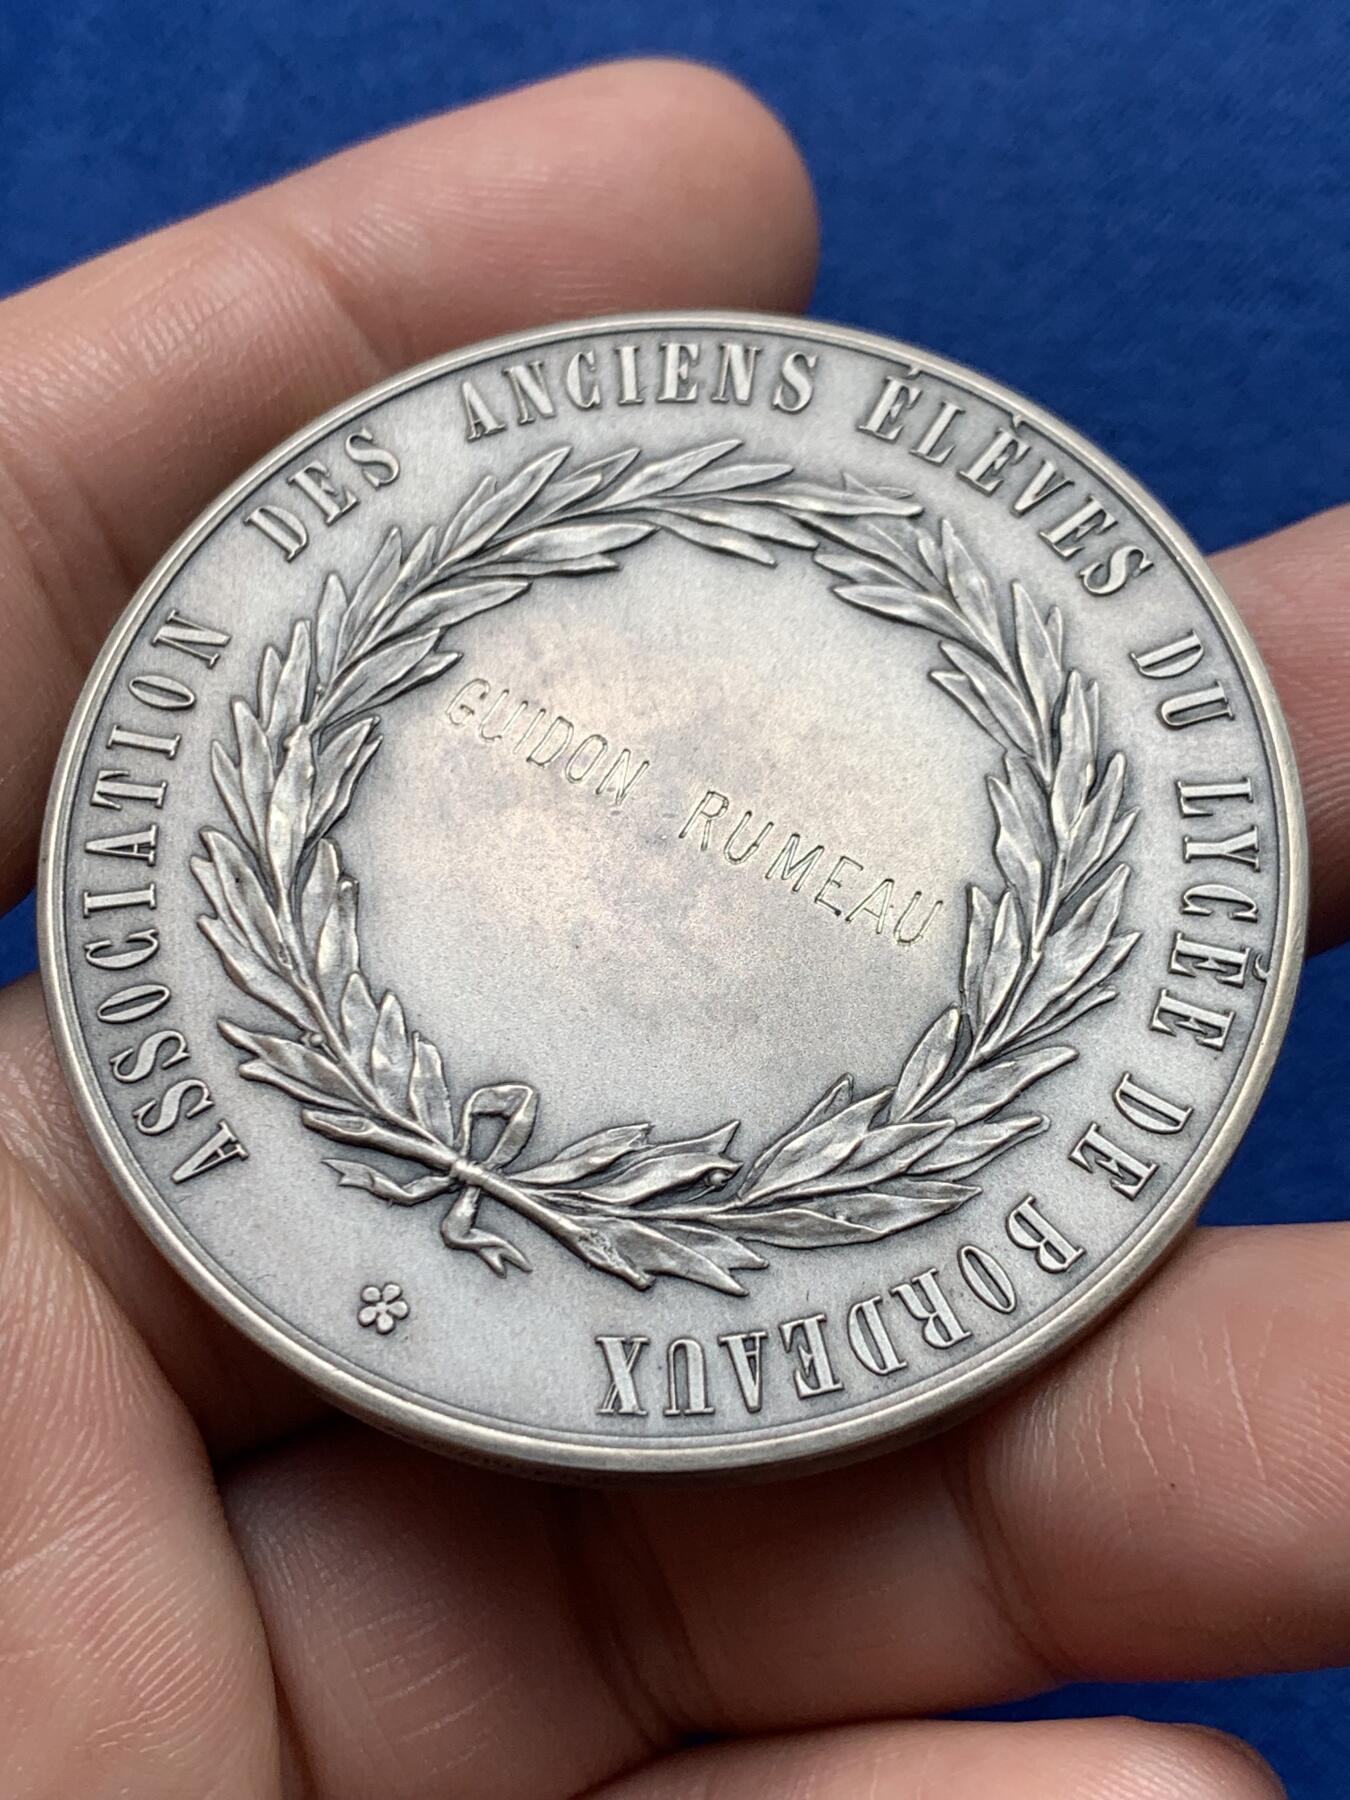 ASSOCIATION DES ANCIENS ÉLÈVES DU LYCÉE DE BORDEAUX
GUIDON RUMEAU